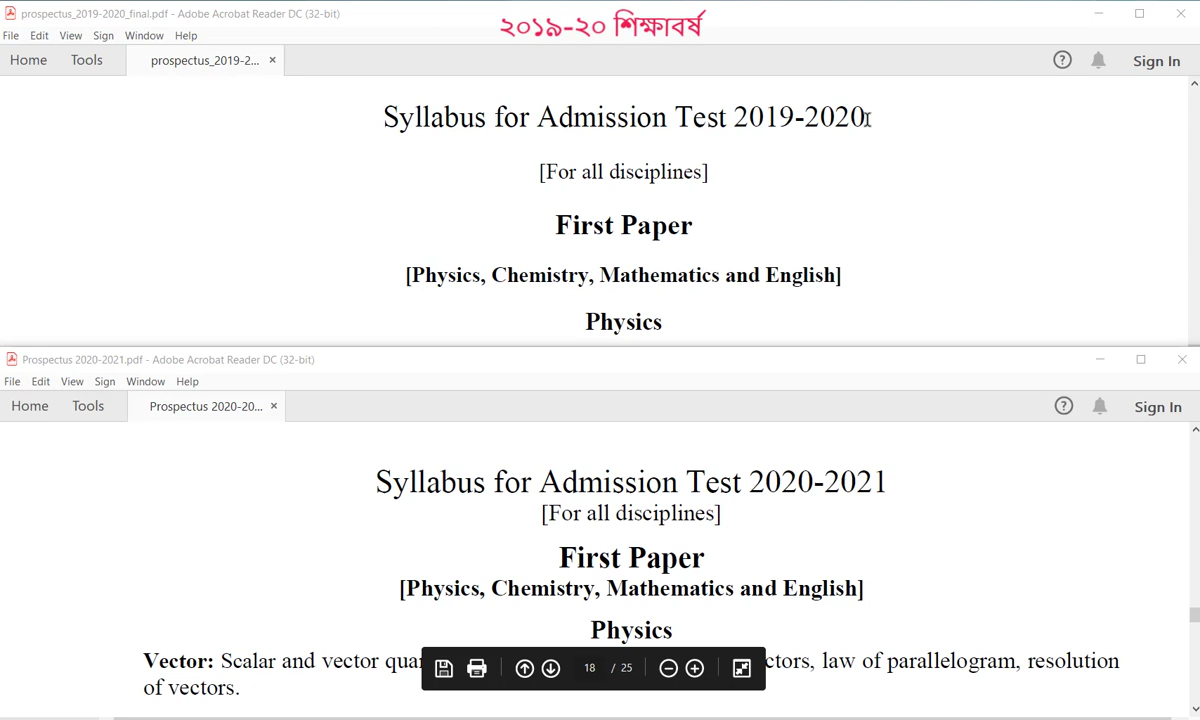 prospectus_2019-2020_final.pdf - Adobe Acrobat Reader DC (32-bit)
২০১৯-২০ শিক্ষাবর্ষ
File Edit View Sign Window Help
Home Tools prospectus_2019-2... × Sign In
Syllabus for Admission Test 2019-2020
[For all disciplines]
First Paper
[Physics, Chemistry, Mathematics and English]
Physics
Prospectus 2020-2021.pdf - Adobe Acrobat Reader DC (32-bit)
File Edit View Sign Window Help
Home Tools Prospectus 2020-20... × Sign In
Syllabus for Admission Test 2020-2021
[For all disciplines]
First Paper
[Physics, Chemistry, Mathematics and English]
Physics
Vector: Scalar and vector law of parallelogram, resolution
18 / 25
of vectors.